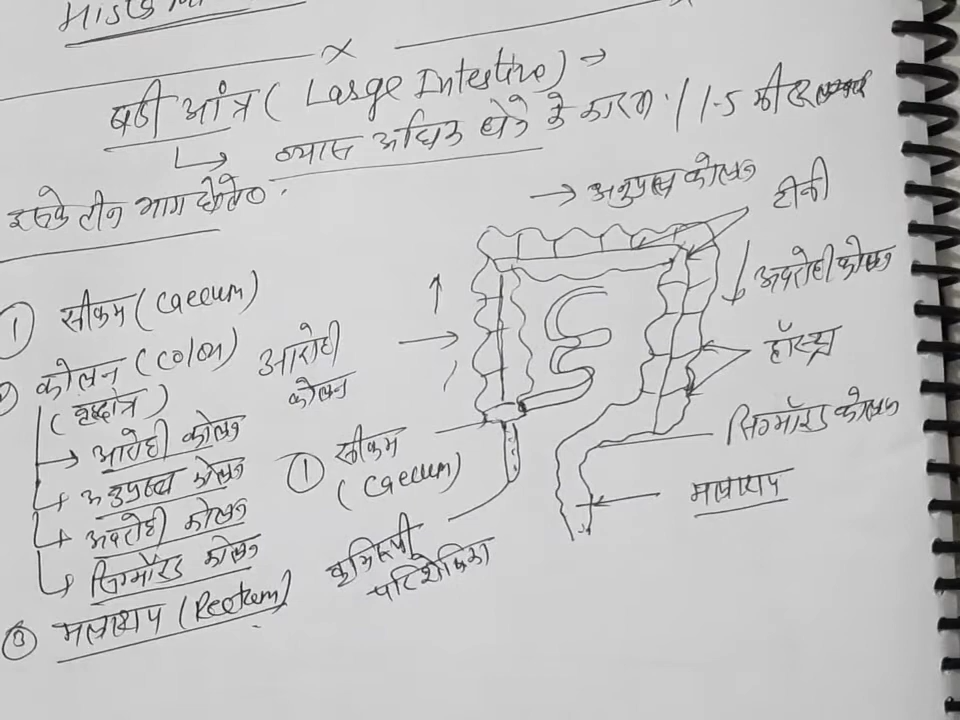 बडी आंत्र ( Large Intestine ) →
↳ व्यास अधिक होने के कारण / 1.5 मीटर
इसके तीन भाग होते है
① सीकम ( Caecum )
② कोलन ( Colon )
( वृहदांत्र )
→ आरोही कोलन
↳ अनुप्रस्थ कोलन
↳ अवरोही कोलन
↳ सिग्मॉइड कोलन
③ मलाशय ( Rectum )
→ अनुप्रस्थ कोलन
टीनी
अवरोही कोलन
आरोही
कोलन
हॉस्ट्रा
सिग्मॉइड कोलन
① सीकम
( Caecum )
मलाशय
कृमिरूपी
परिशेषिका